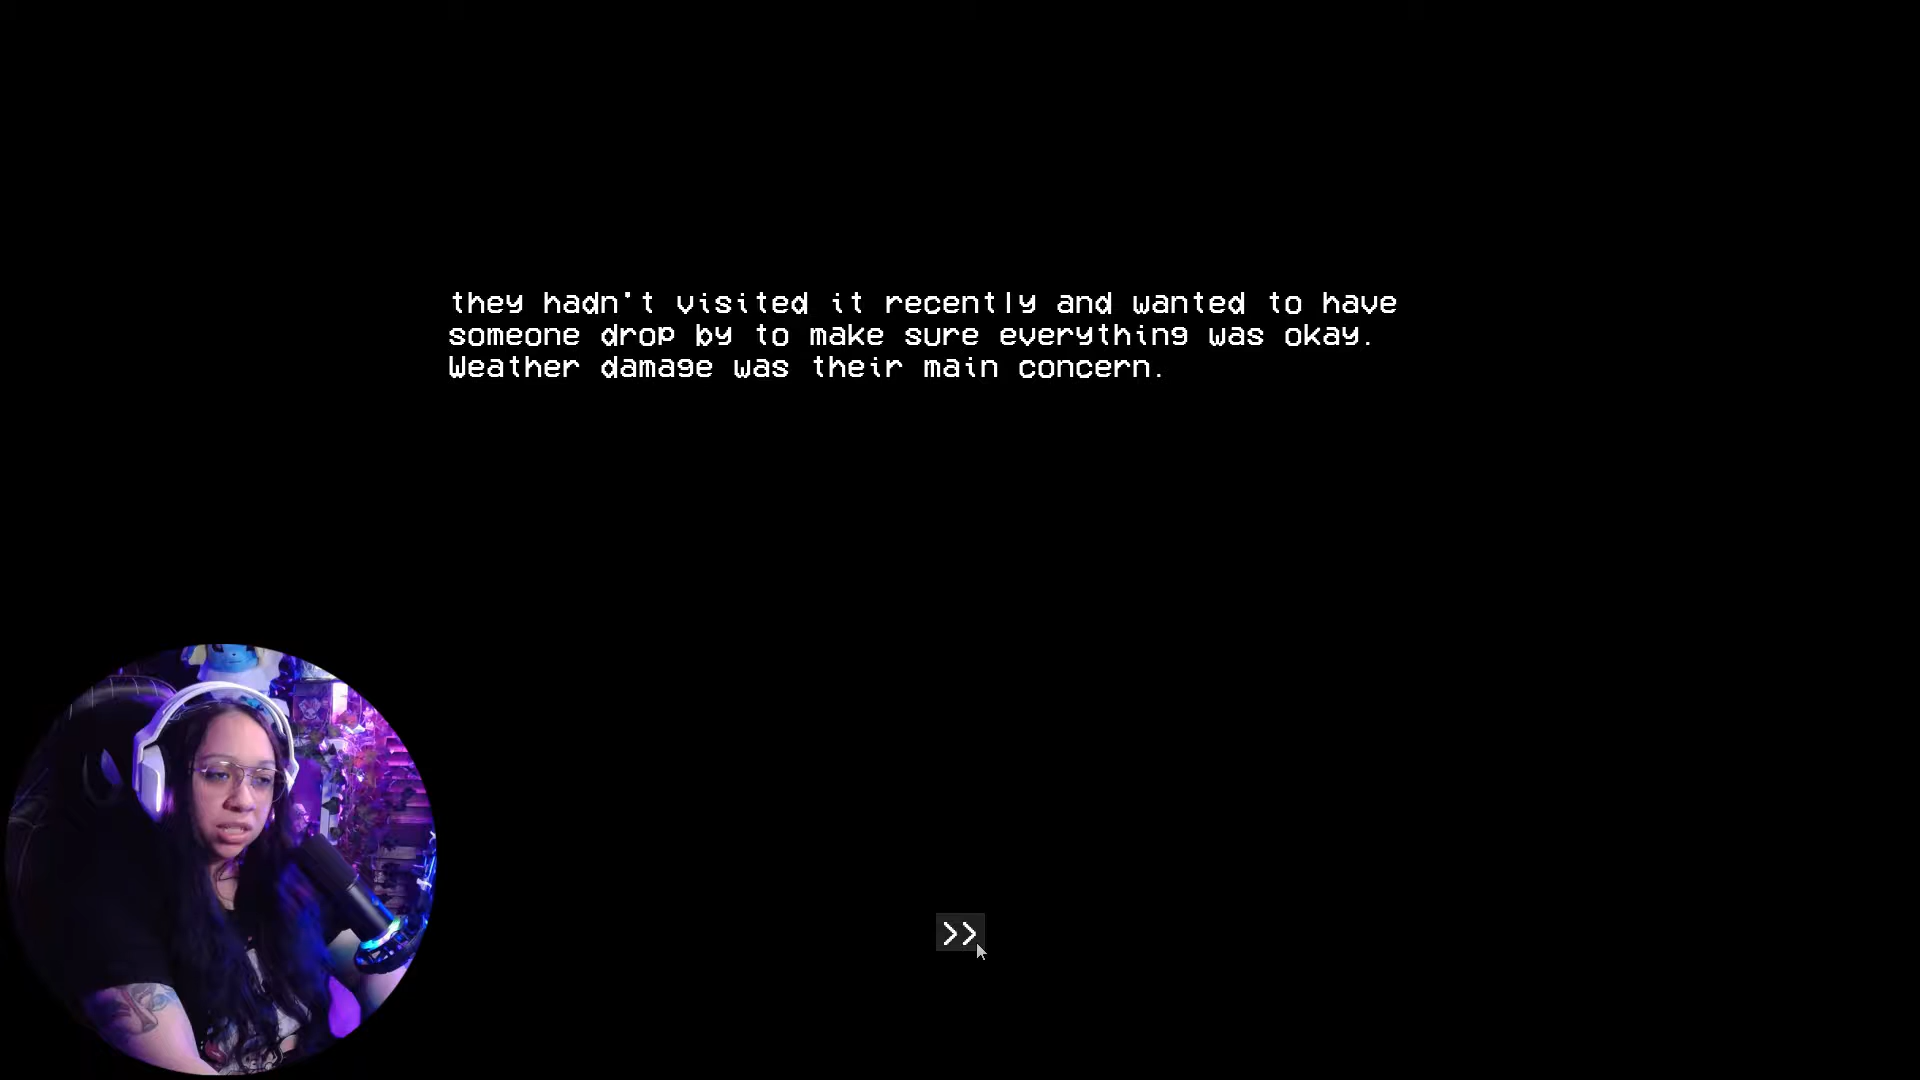 they hadn't visited it recently and wanted to have
someone drop by to make sure everything was okay.
Weather damage was their main concern.
>>